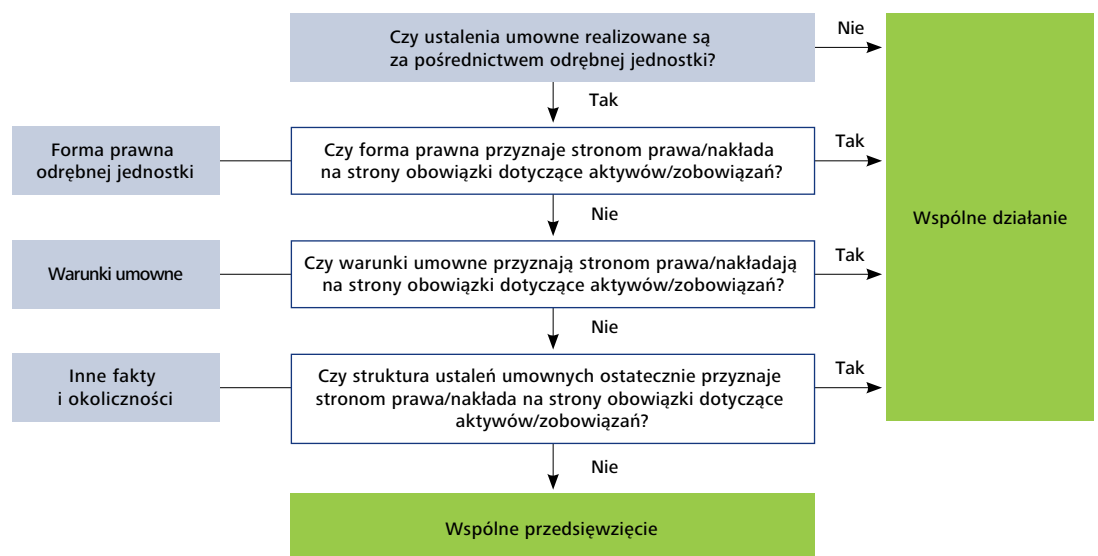 Czy ustalenia umowne realizowane są
za pośrednictwem odrębnej jednostki?
Nie
Tak
Forma prawna
odrębnej jednostki
Czy forma prawna przyznaje stronom prawa/nakłada
na strony obowiązki dotyczące aktywów/zobowiązań?
Tak
Wspólne działanie
Nie
Warunki umowne
Czy warunki umowne przyznają stronom prawa/nakładają
na strony obowiązki dotyczące aktywów/zobowiązań?
Tak
Nie
Inne fakty
i okoliczności
Czy struktura ustaleń umownych ostatecznie przyznaje
stronom prawa/nakłada na strony obowiązki dotyczące
aktywów/zobowiązań?
Tak
Nie
Wspólne przedsięwzięcie